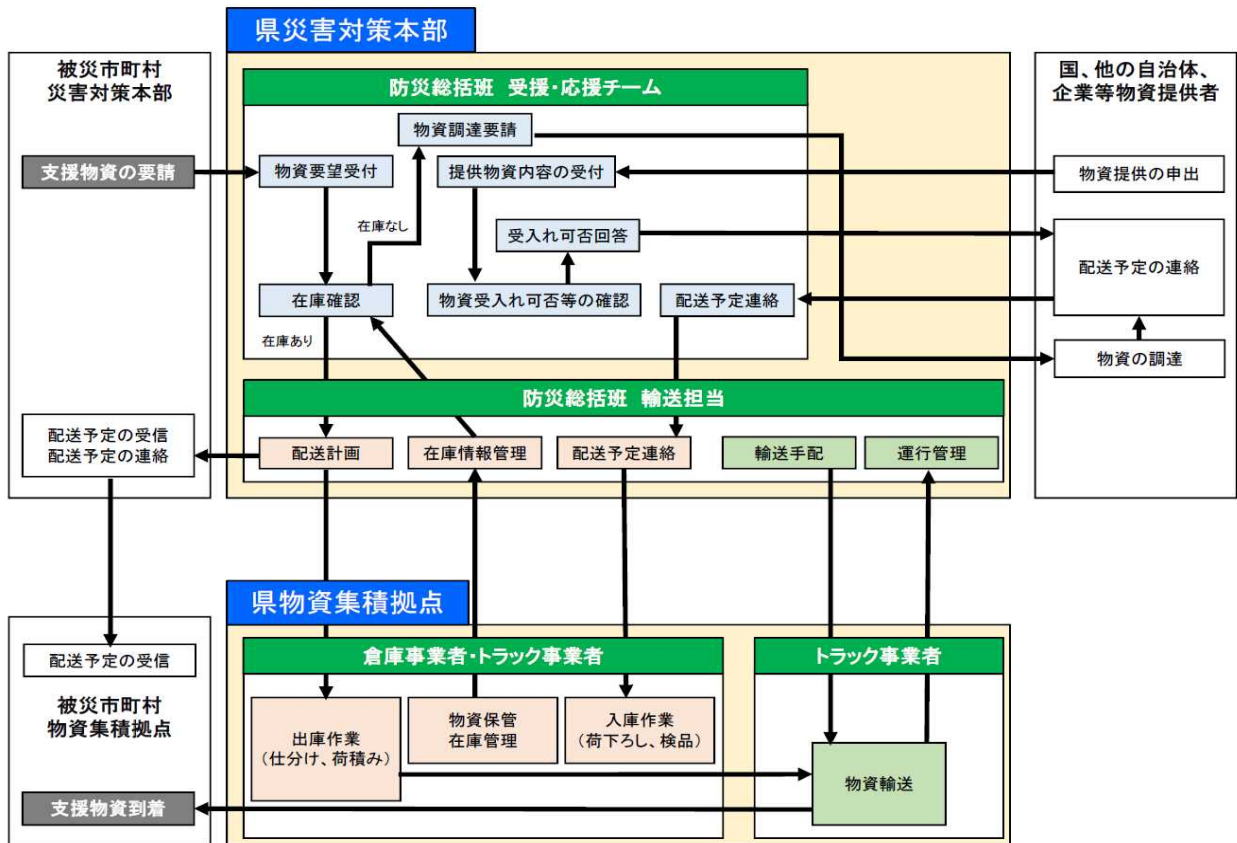 県災害対策本部
被災市町村
災害対策本部
国、他の自治体、
企業等物資提供者
防災総括班 受援・応援チーム
物資調達要請
支援物資の要請
物資要望受付
提供物資内容の受付
物資提供の申出
在庫なし
受入れ可否回答
配送予定の連絡
在庫確認
物資受入れ可否等の確認
配送予定連絡
在庫あり
物資の調達
防災総括班 輸送担当
配送予定の受信
配送予定の連絡
配送計画
在庫情報管理
配送予定連絡
輸送手配
運行管理
県物資集積拠点
配送予定の受信
倉庫事業者・トラック事業者
トラック事業者
被災市町村
物資集積拠点
出庫作業
(仕分け、荷積み)
物資保管
在庫管理
入庫作業
(荷下ろし、検品)
物資輸送
支援物資到着